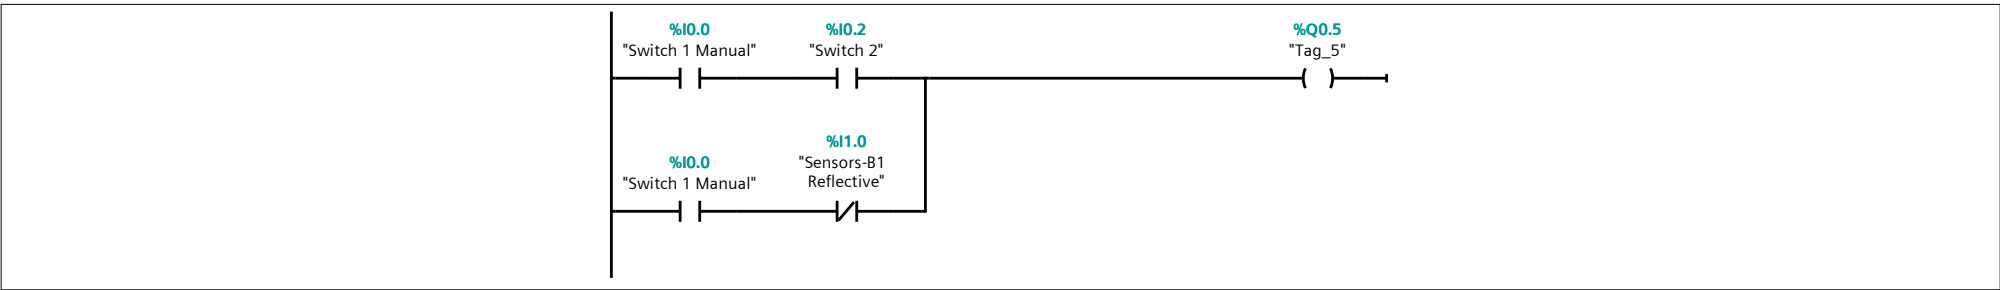 %I0.0
"Switch 1 Manual"
%I0.2
"Switch 2"
%Q0.5
"Tag_5"
%I0.0
"Switch 1 Manual"
%I1.0
"Sensors-B1
Reflective"